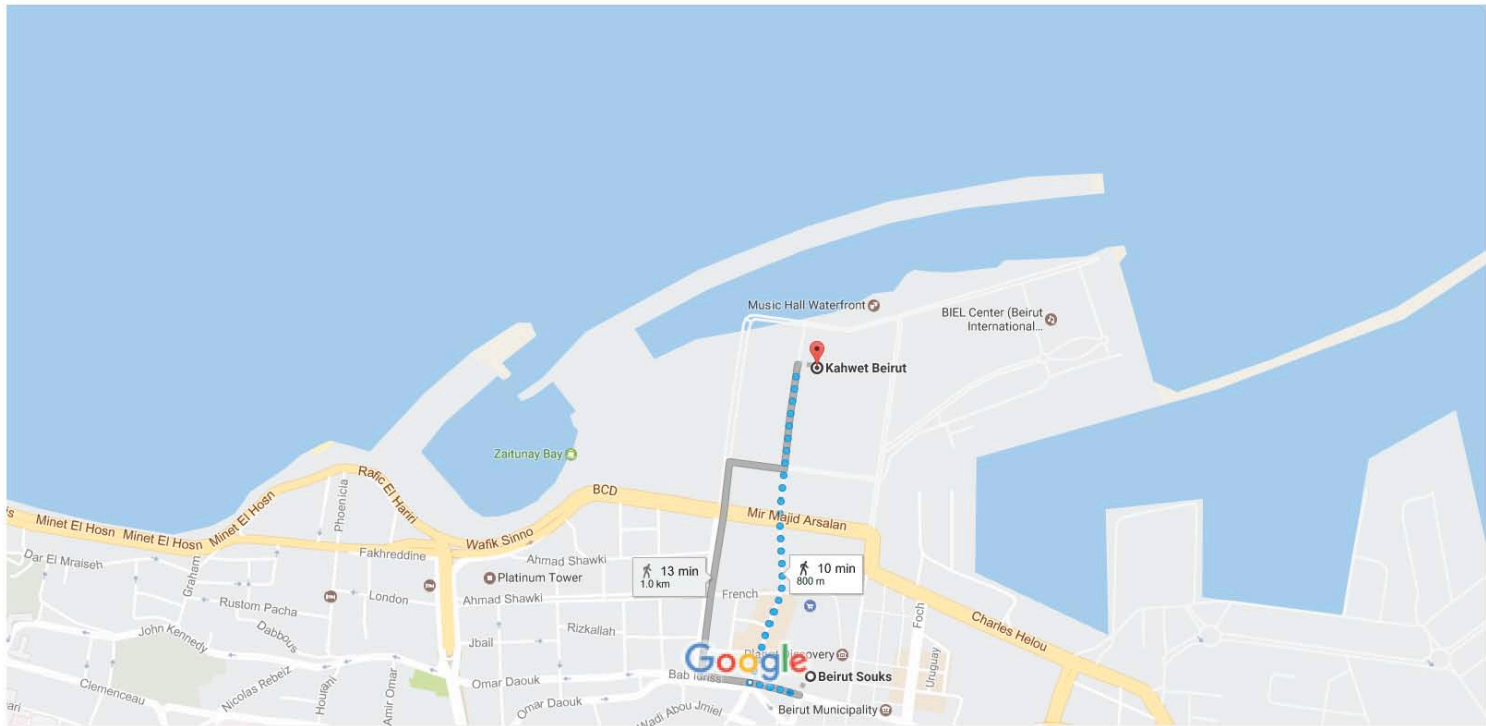 Music Hall Waterfront
BIEL Center (Beirut
International...
Kahwet Beirut
Zaitunay Bay
Rafic El Hariri
BCD
Minet El Hosn
Minet El Hosn
Minet El Hosn
Phoenicia
Mir Majid Arsalan
Wafik Sinno
Fakhreddine
Dar El Mraiseh
Graham
Ahmad Shawki
Platinum Tower
13 min
1.0 km
10 min
800 m
London
Ahmad Shawki
French
Rustom Pacha
Foch
Charles Helou
John Kennedy
Dabbous
Jbail
Rizkallah
Planet Discovery
Google
Beirut Souks
Uruguay
Clemenceau
Nicolas Rebeiz
Hourani
Amir Omar
Omar Daouk
Bab Idriss
Omar Daouk
Wadi Abou Jmiel
Beirut Municipality